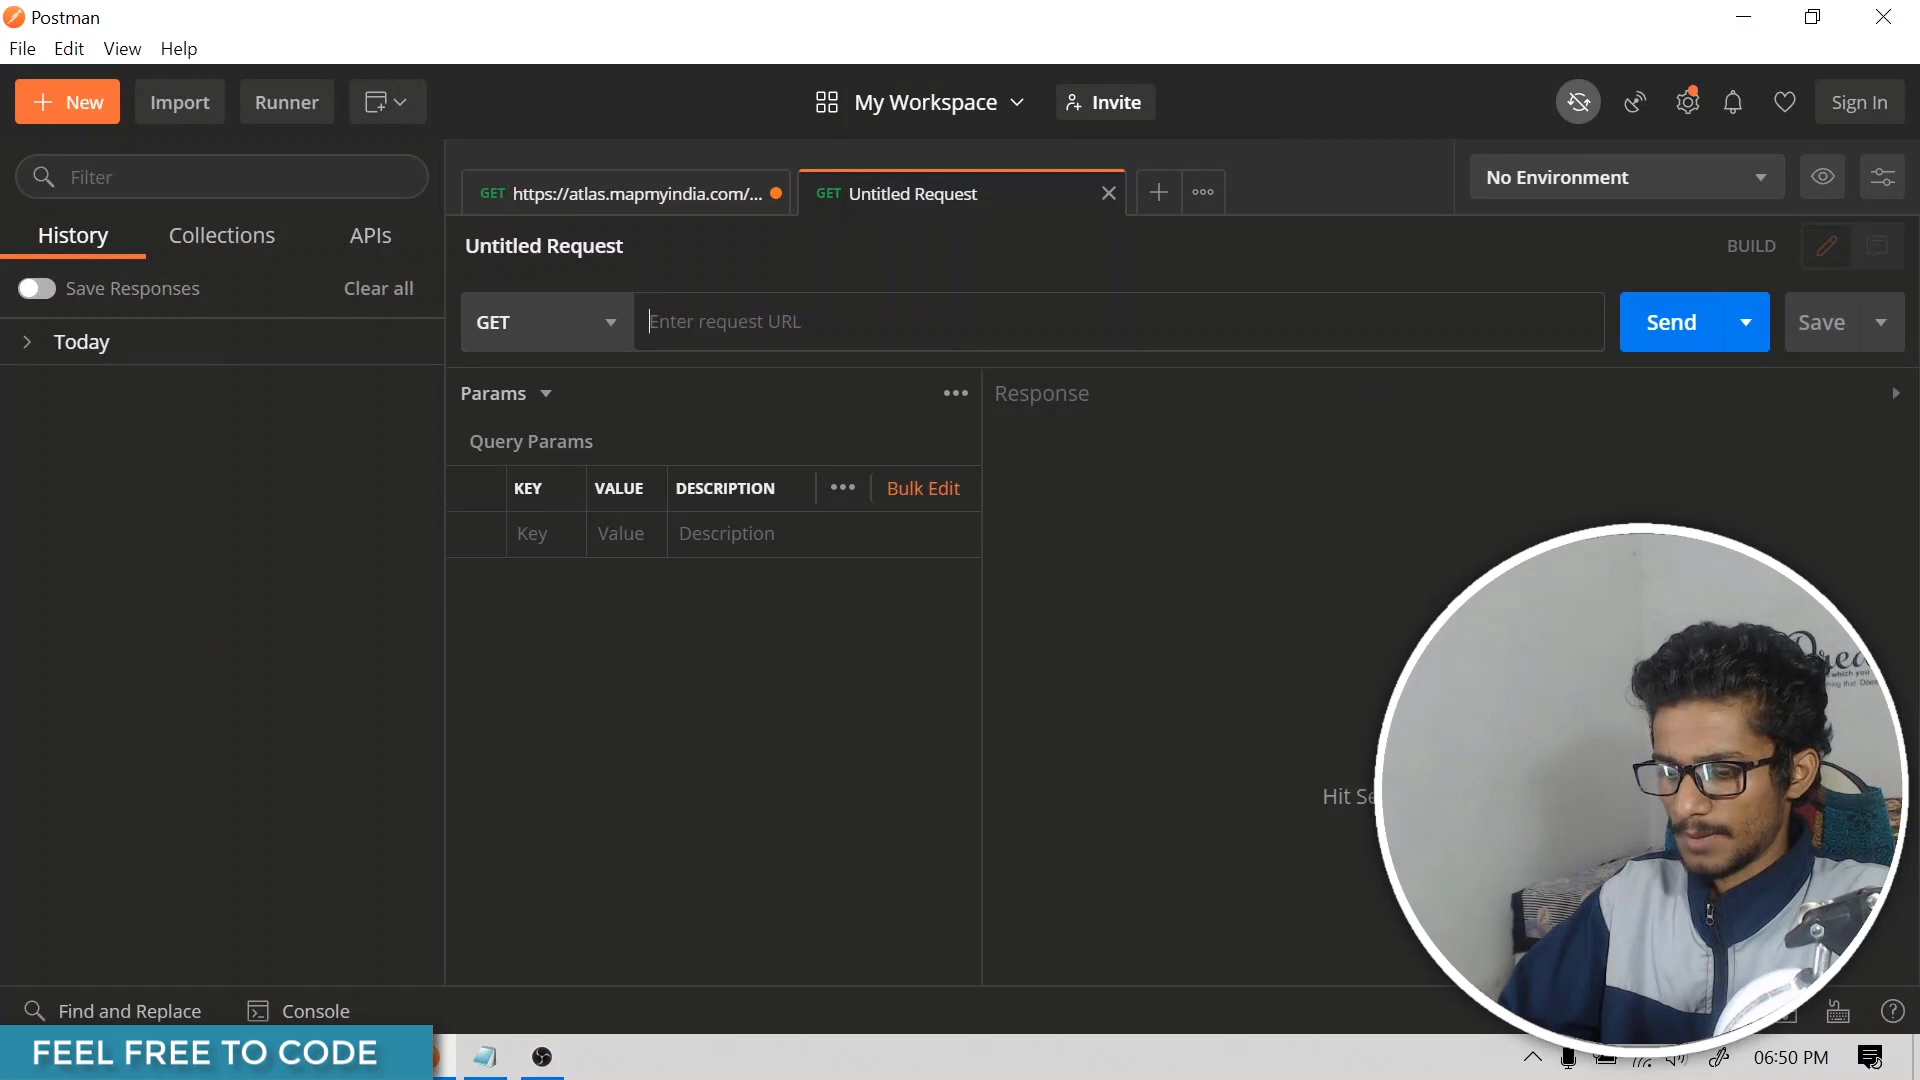 Postman
File Edit View Help
New Import Runner My Workspace Invite Sign In
Filter
GET https://atlas.mapmyindia.com/... GET Untitled Request No Environment
History Collections APIs
Untitled Request BUILD
Save Responses Clear all
GET Enter request URL Send Save
Today
Params Response
Query Params
KEY VALUE DESCRIPTION Bulk Edit
Key Value Description
Hit
Find and Replace Console
FEEL FREE TO CODE
06:50 PM